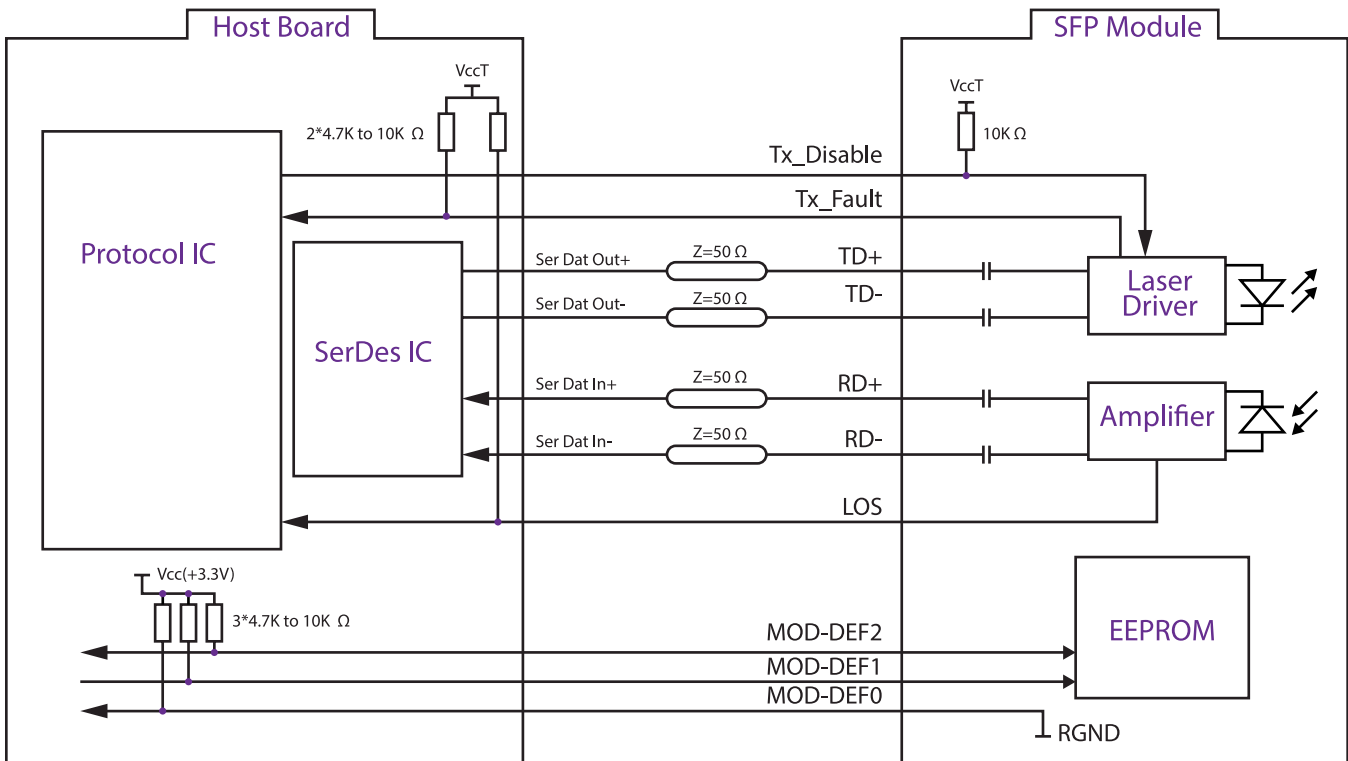 Host Board
SFP Module
VccT
VccT
2*4.7K to 10K Ω
10K Ω
Tx_Disable
Tx_Fault
Protocol IC
Ser Dat Out+
Z=50 Ω
TD+
Ser Dat Out-
Z=50 Ω
TD-
Laser
Driver
SerDes IC
Ser Dat In+
Z=50 Ω
RD+
Ser Dat In-
Z=50 Ω
RD-
Amplifier
LOS
Vcc(+3.3V)
3*4.7K to 10K Ω
MOD-DEF2
MOD-DEF1
MOD-DEF0
EEPROM
RGND